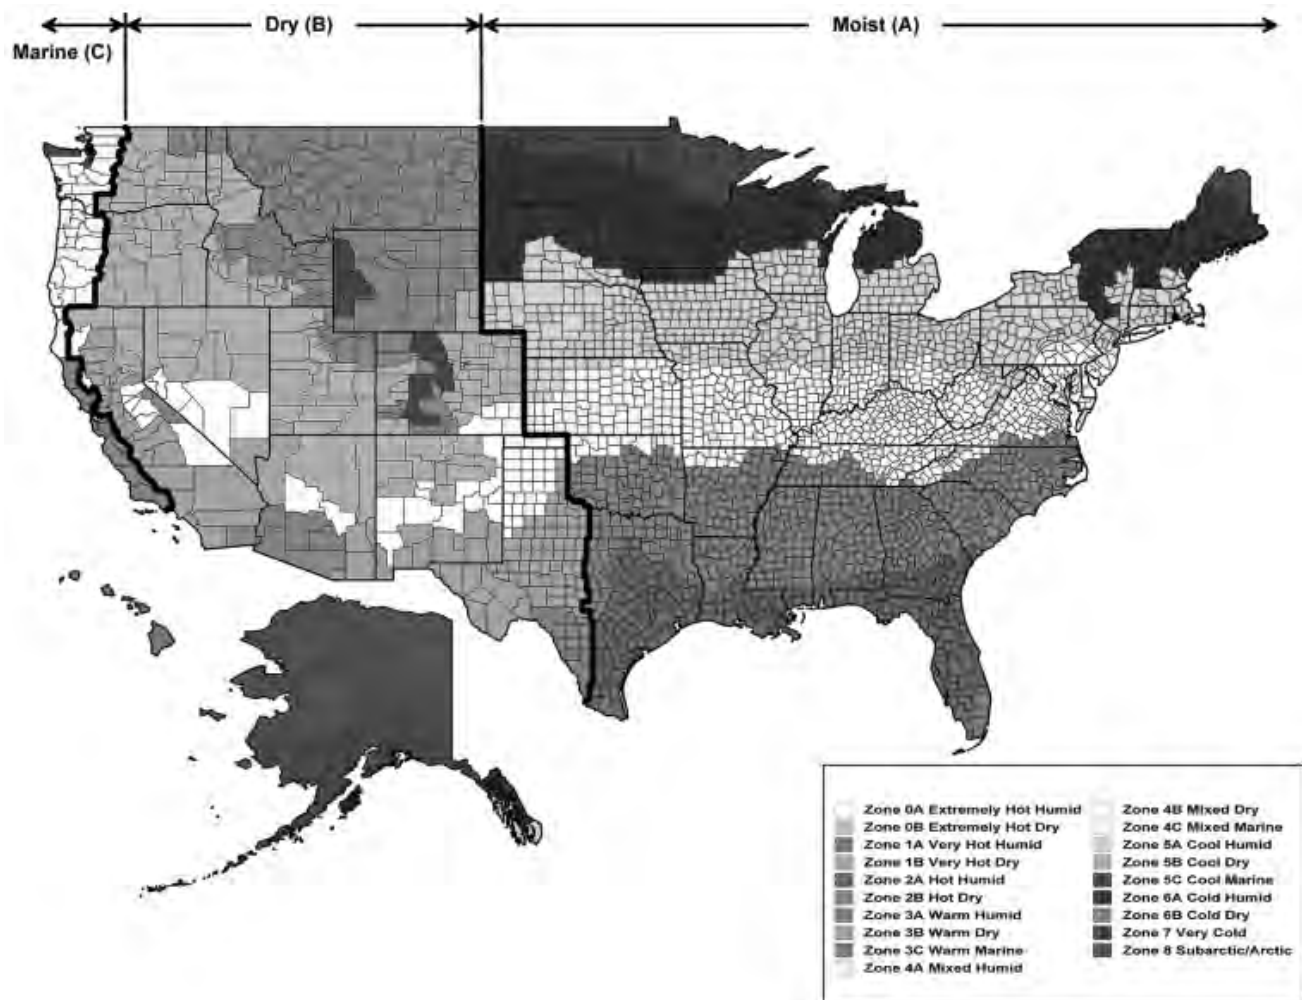 Dry (B)
Moist (A)
Marine (C)
Zone 0A Extremely Hot Humid
Zone 0B Extremely Hot Dry
Zone 1A Very Hot Humid
Zone 1B Very Hot Dry
Zone 2A Hot Humid
Zone 2B Hot Dry
Zone 3A Warm Humid
Zone 3B Warm Dry
Zone 3C Warm Marine
Zone 4A Mixed Humid
Zone 4B Mixed Dry
Zone 4C Mixed Marine
Zone 5A Cool Humid
Zone 5B Cool Dry
Zone 5C Cool Marine
Zone 6A Cold Humid
Zone 6B Cold Dry
Zone 7 Very Cold
Zone 8 Subarctic/Arctic